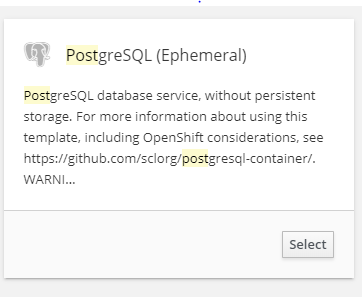 PostgreSQL (Ephemeral)
PostgreSQL database service, without persistent
storage. For more information about using this
template, including OpenShift considerations, see
https://github.com/sclorg/postgresql-container/.
WARNI...
Select